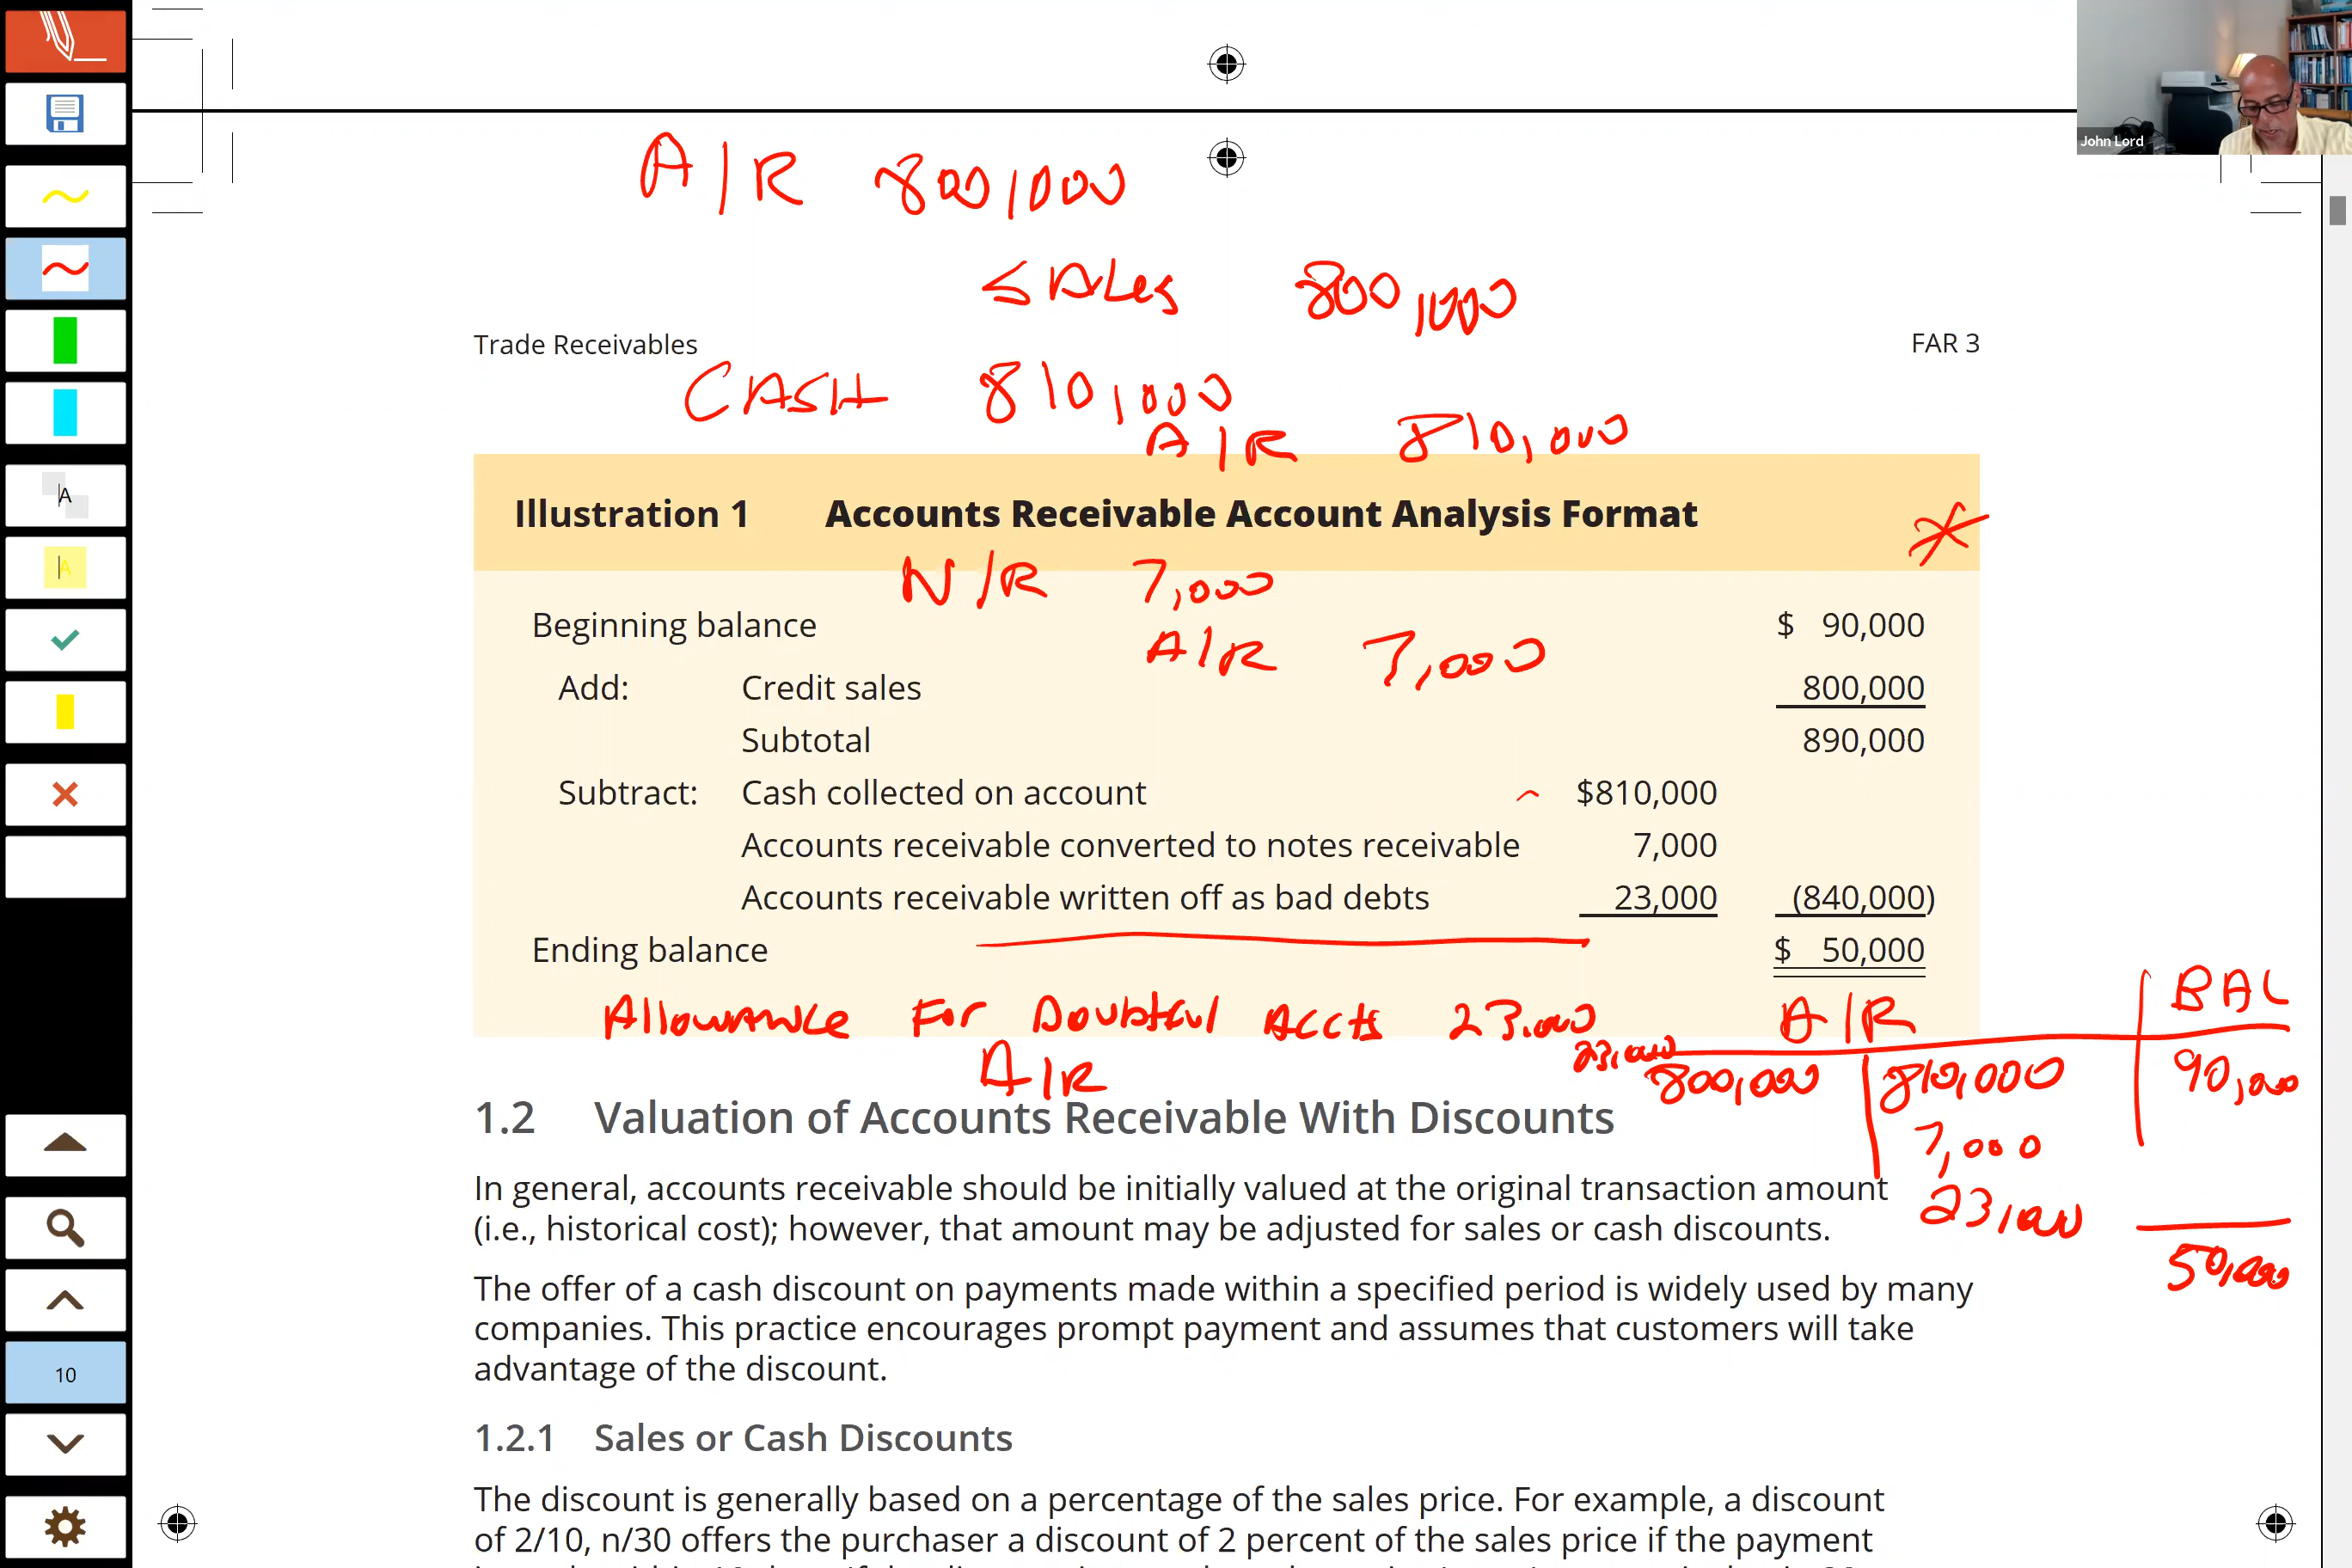 John Lord
A/R 800,000
SALes 800,000
Trade Receivables FAR 3
CASH 810,000
A/R 810,000
Illustration 1 Accounts Receivable Account Analysis Format
N/R 7,000
Beginning balance $ 90,000
A/R 7,000
Add: Credit sales 800,000
Subtotal 890,000
Subtract: Cash collected on account $810,000
Accounts receivable converted to notes receivable 7,000
Accounts receivable written off as bad debts 23,000 (840,000)
Ending balance $ 50,000
Allowance For Doubtful Accts 23,000
A/R 23,000
A/R BAL
800,000 810,000 90,000
7,000
23,000
50,000
1.2 Valuation of Accounts Receivable With Discounts
In general, accounts receivable should be initially valued at the original transaction amount
(i.e., historical cost); however, that amount may be adjusted for sales or cash discounts.
The offer of a cash discount on payments made within a specified period is widely used by many
companies. This practice encourages prompt payment and assumes that customers will take
advantage of the discount.
1.2.1 Sales or Cash Discounts
The discount is generally based on a percentage of the sales price. For example, a discount
of 2/10, n/30 offers the purchaser a discount of 2 percent of the sales price if the payment
A
A
10